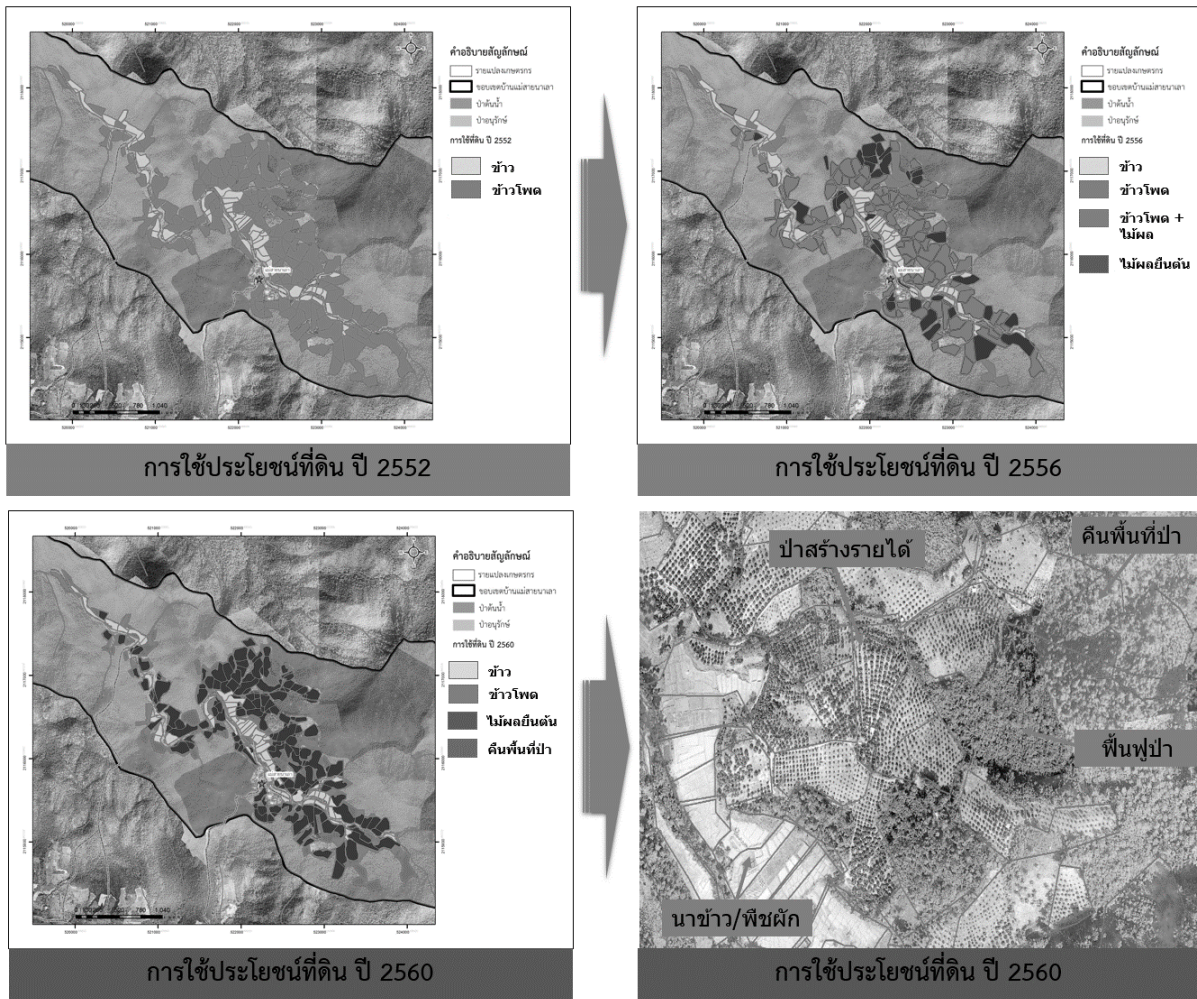 คำอธิบายสัญลักษณ์
รายแปลงเกษตรกร
ขอบเขตบ้านแม่สายนาเลา
ป่าต้นน้ำ
ป่าอนุรักษ์
การใช้ที่ดิน ปี 2552
ข้าว
ข้าวโพด
การใช้ประโยชน์ที่ดิน ปี 2552
คำอธิบายสัญลักษณ์
รายแปลงเกษตรกร
ขอบเขตบ้านแม่สายนาเลา
ป่าต้นน้ำ
ป่าอนุรักษ์
การใช้ที่ดิน ปี 2556
ข้าว
ข้าวโพด
ข้าวโพด +
ไม้ผล
ไม้ผลยืนต้น
การใช้ประโยชน์ที่ดิน ปี 2556
คำอธิบายสัญลักษณ์
รายแปลงเกษตรกร
ขอบเขตบ้านแม่สายนาเลา
ป่าต้นน้ำ
ป่าอนุรักษ์
การใช้ที่ดิน ปี 2560
ข้าว
ข้าวโพด
ไม้ผลยืนต้น
คืนพื้นที่ป่า
การใช้ประโยชน์ที่ดิน ปี 2560
ป่าสร้างรายได้
คืนพื้นที่ป่า
ฟื้นฟูป่า
นาข้าว/พืชผัก
การใช้ประโยชน์ที่ดิน ปี 2560